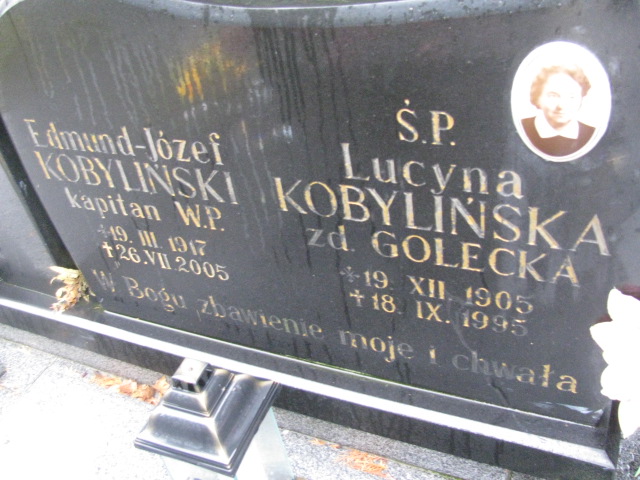 Edmund-Józef
KOBYLIŃSKI
kapitan W.P.
*19. III. 1917
†26.VII.2005
Ś.P.
Lucyna
KOBYLIŃSKA
zd. GOLECKA
*19. XII. 1905
†18. IX. 1995
W Bogu zbawienie moje i chwała